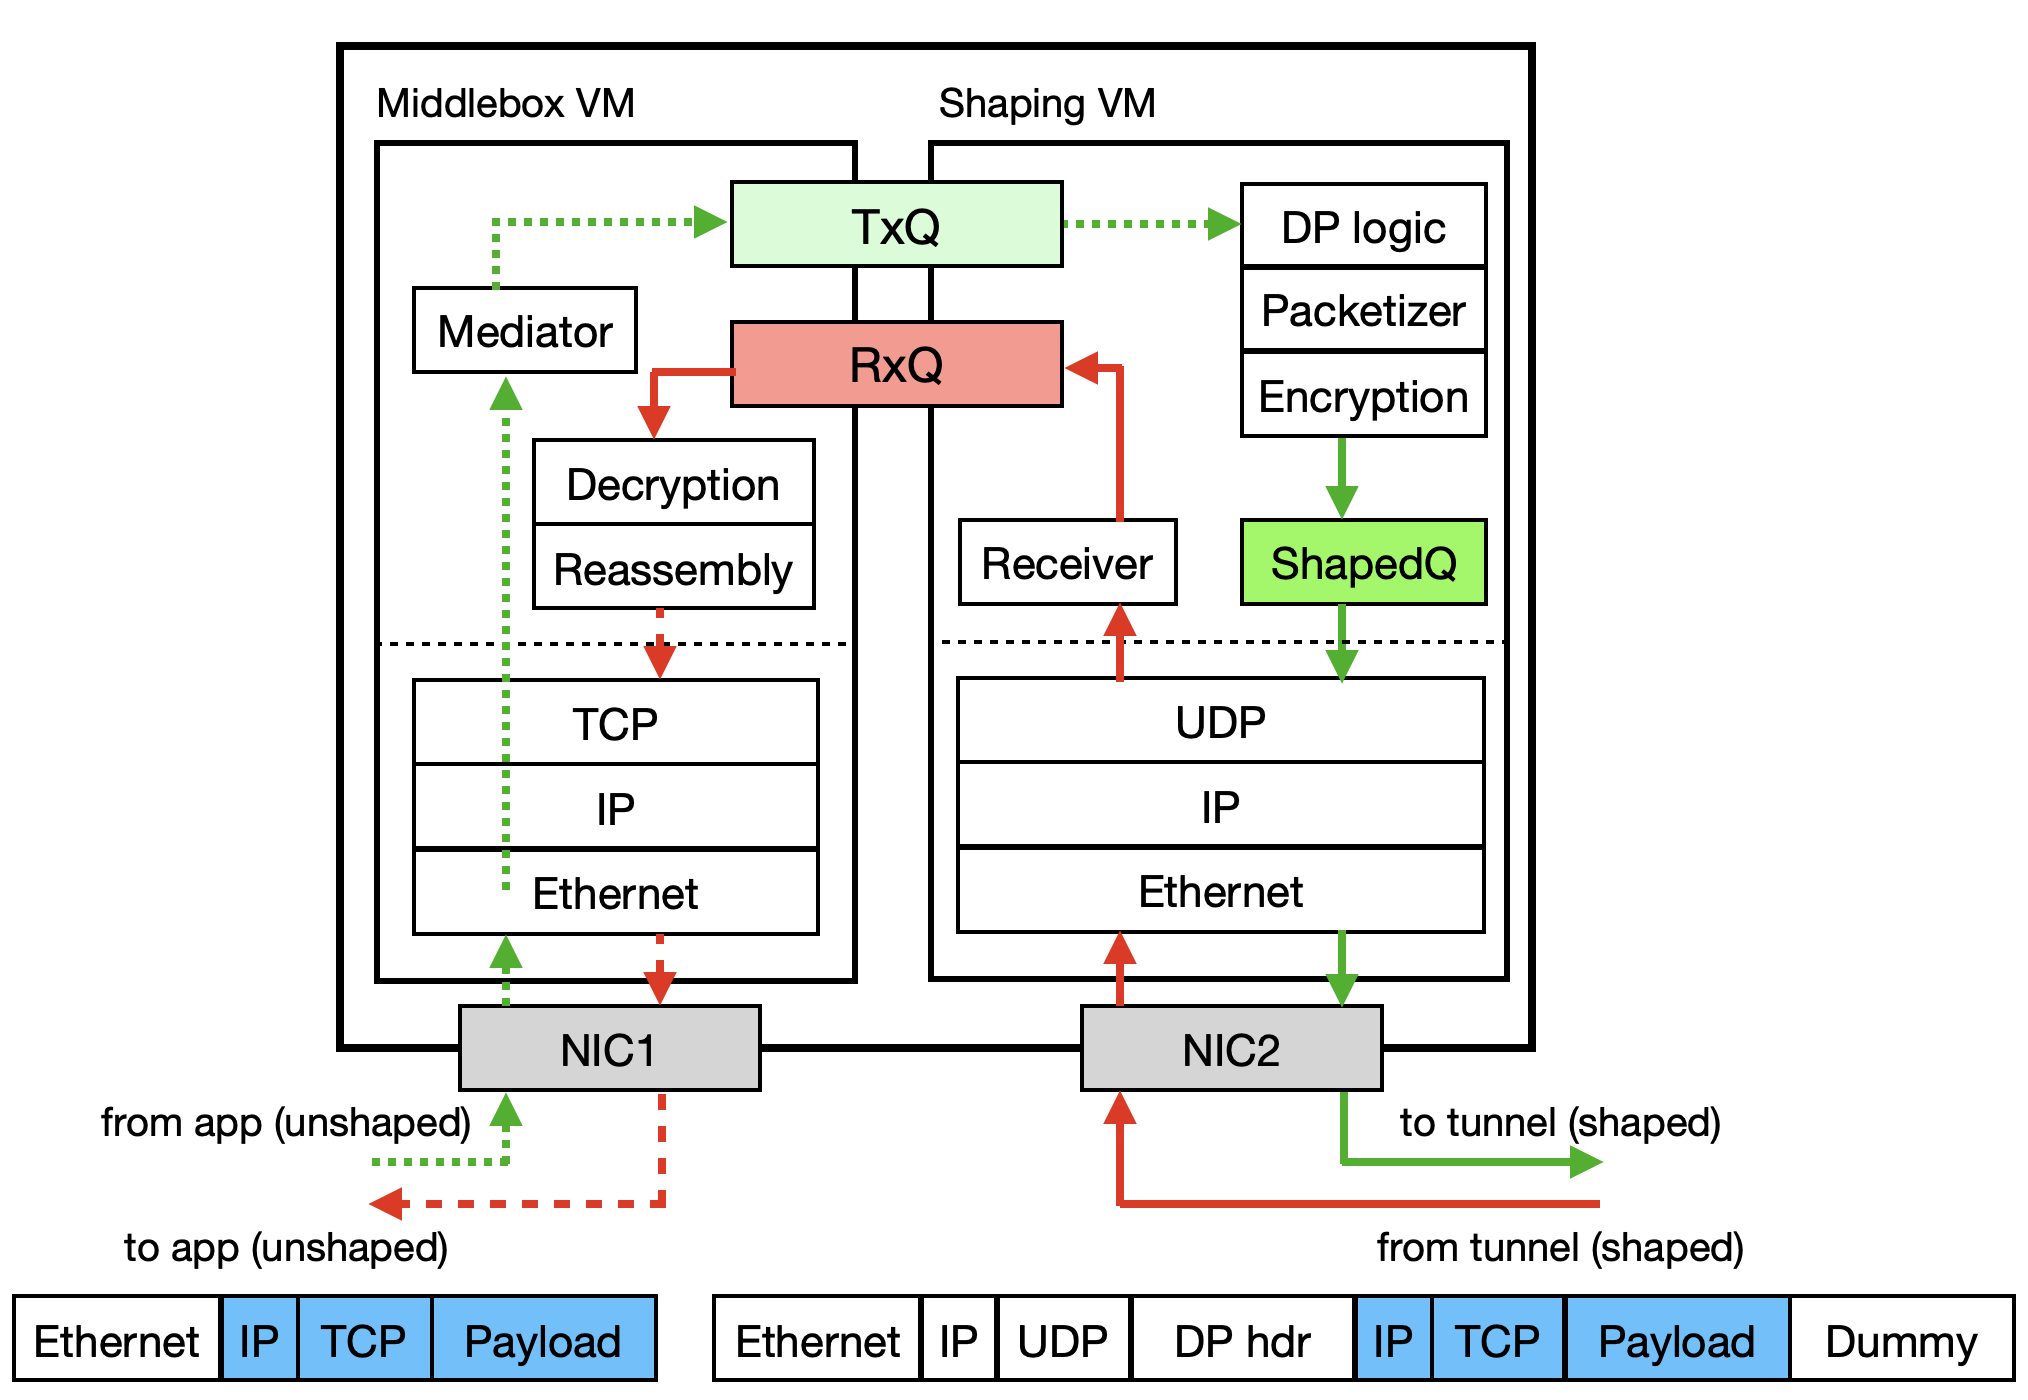 Middlebox VM
Shaping VM
TxQ
DP logic
Mediator
Packetizer
RxQ
Encryption
Decryption
Reassembly
Receiver
ShapedQ
TCP
IP
Ethernet
UDP
IP
Ethernet
NIC1
NIC2
from app (unshaped)
to tunnel (shaped)
to app (unshaped)
from tunnel (shaped)
Ethernet IP TCP Payload
Ethernet IP UDP DP hdr IP TCP Payload Dummy